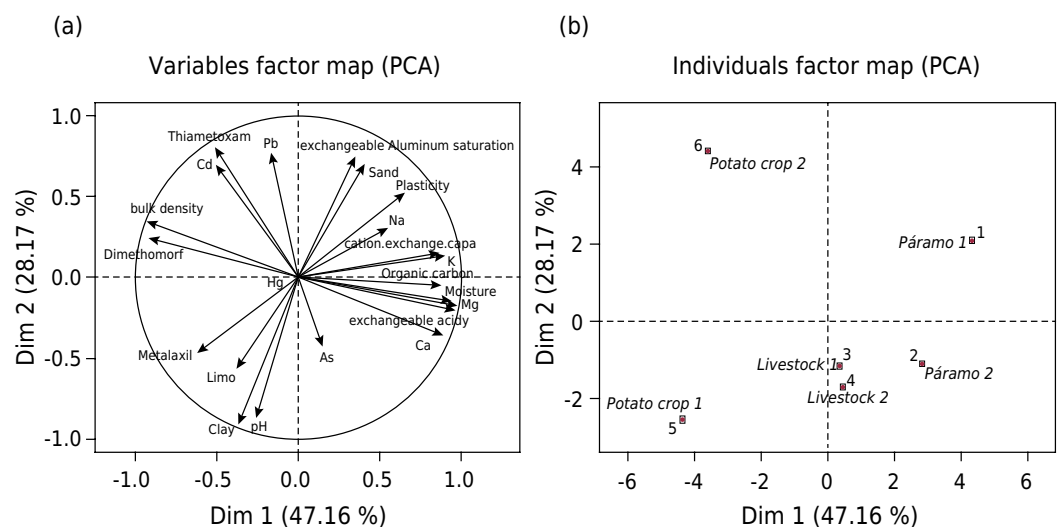 (a)
Variables factor map (PCA)
Dim 2 (28.17 %)
1.0
0.5
0.0
-0.5
-1.0
Thiametoxam
Pb
exchangeable Aluminum saturation
Cd
Sand
Plasticity
bulk density
Na
Dimethomorf
cation.exchange.capa
K
Hg
Organic carbon
Moisture
Mg
exchangeable acidy
Ca
Metalaxil
As
Limo
Clay
pH
-1.0 -0.5 0.0 0.5 1.0
Dim 1 (47.16 %)
(b)
Individuals factor map (PCA)
Dim 2 (28.17 %)
4
2
0
-2
6
Potato crop 2
1
Páramo 1
Livestock 1
3
2
Páramo 2
4
Livestock 2
Potato crop 1
5
-6 -4 -2 0 2 4 6
Dim 1 (47.16 %)